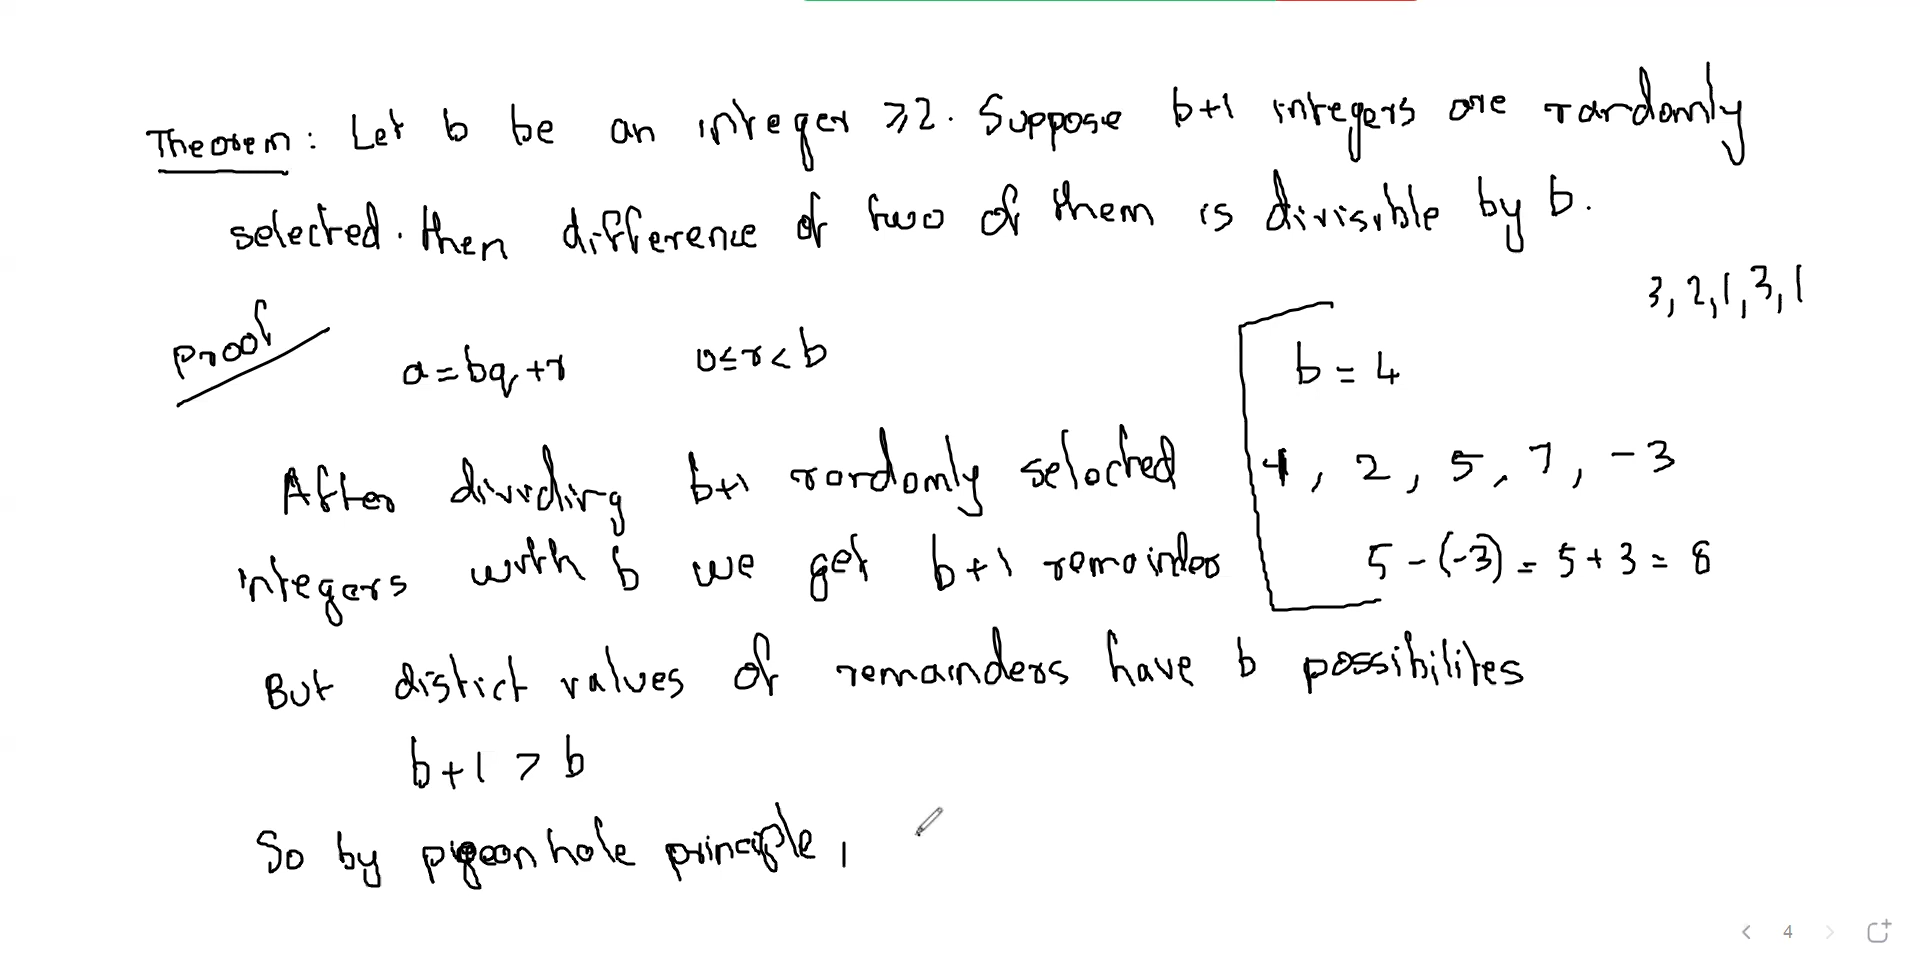 Theorem: Let b be an integer ≥2. Suppose b+1 integers are randomly
selected. then difference of two of them is divisible by b.
3, 2, 1, 3, 1
Proof
a = bq + r 0 ≤ r < b
b = 4
After dividing b+1 randomly selected
, 2, 5, 7, -3
integers with b we get b+1 remainder
5 - (-3) = 5 + 3 = 8
But distict values of remainders have b possibilites
b+1 > b
So by pigeon hole principle,
4